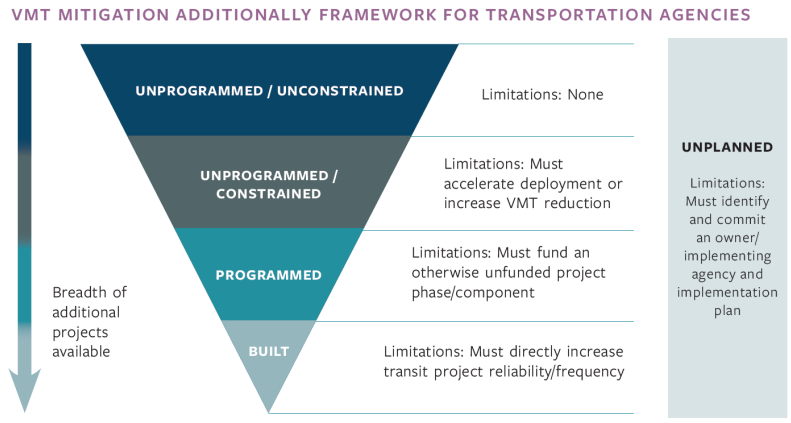 VMT MITIGATION ADDITIONALLY FRAMEWORK FOR TRANSPORTATION AGENCIES
UNPROGRAMMED / UNCONSTRAINED
Limitations: None
UNPROGRAMMED /
CONSTRAINED
Limitations: Must
accelerate deployment or
increase VMT reduction
PROGRAMMED
Limitations: Must fund an
otherwise unfunded project
phase/component
BUILT
Limitations: Must directly increase
transit project reliability/frequency
Breadth of
additional
projects
available
UNPLANNED
Limitations:
Must identify
and commit
an owner/
implementing
agency and
implementation
plan